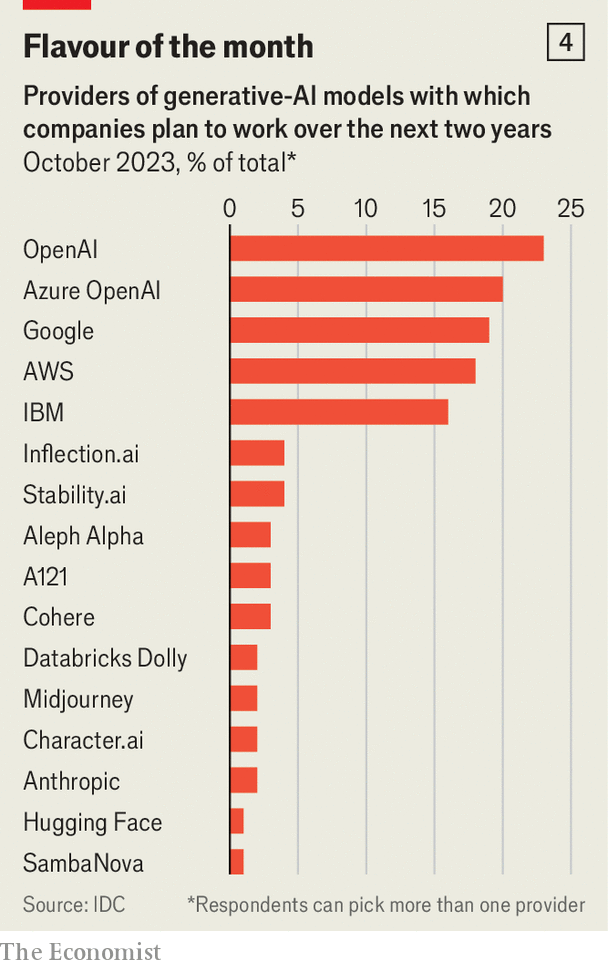 Flavour of the month
4
Providers of generative-AI models with which
companies plan to work over the next two years
October 2023, % of total*
0 5 10 15 20 25
OpenAI
Azure OpenAI
Google
AWS
IBM
Inflection.ai
Stability.ai
Aleph Alpha
A121
Cohere
Databricks Dolly
Midjourney
Character.ai
Anthropic
Hugging Face
SambaNova
Source: IDC
*Respondents can pick more than one provider
The Economist